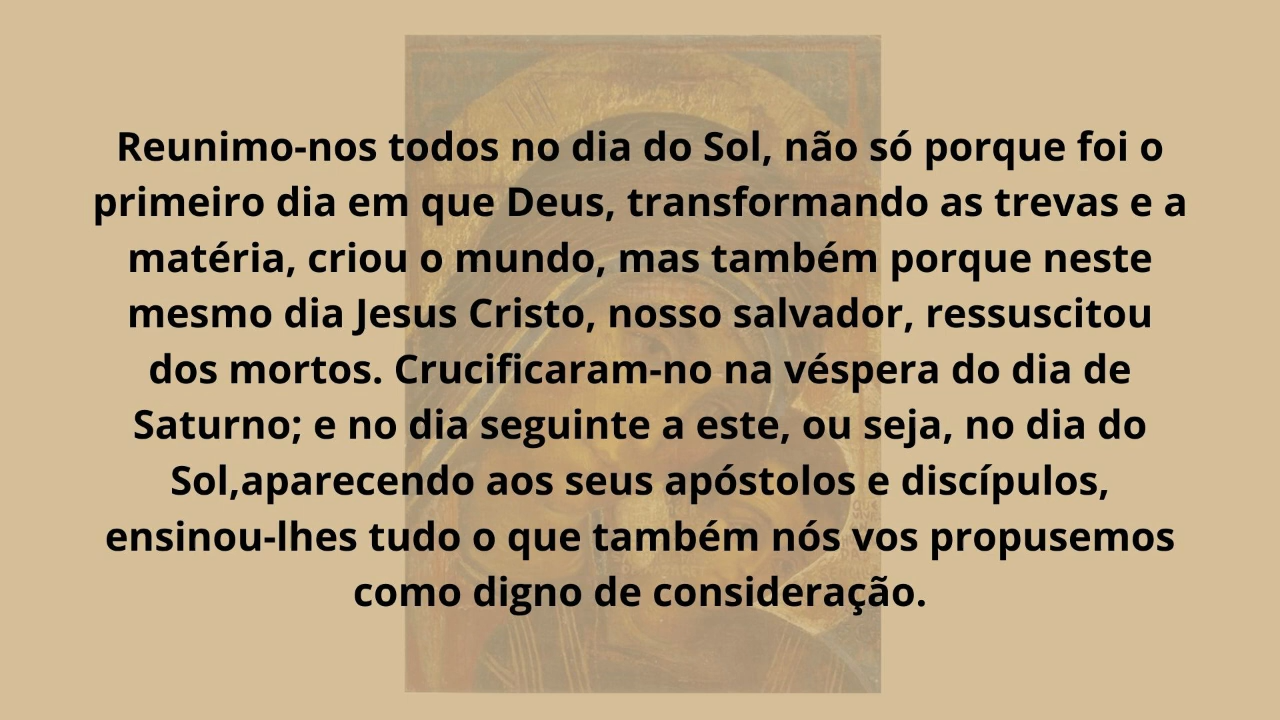 Reunimo-nos todos no dia do Sol, não só porque foi o
primeiro dia em que Deus, transformando as trevas e a
matéria, criou o mundo, mas também porque neste
mesmo dia Jesus Cristo, nosso salvador, ressuscitou
dos mortos. Crucificaram-no na véspera do dia de
Saturno; e no dia seguinte a este, ou seja, no dia do
Sol,aparecendo aos seus apóstolos e discípulos,
ensinou-lhes tudo o que também nós vos propusemos
como digno de consideração.